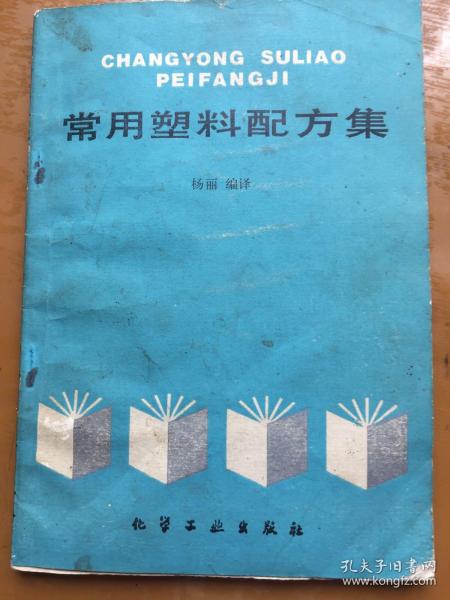 CHANGYONG SULIAO
PEIFANGJI
常用塑料配方集
杨丽 编译
化学工业出版社
孔夫子旧书网
www.kongfz.com